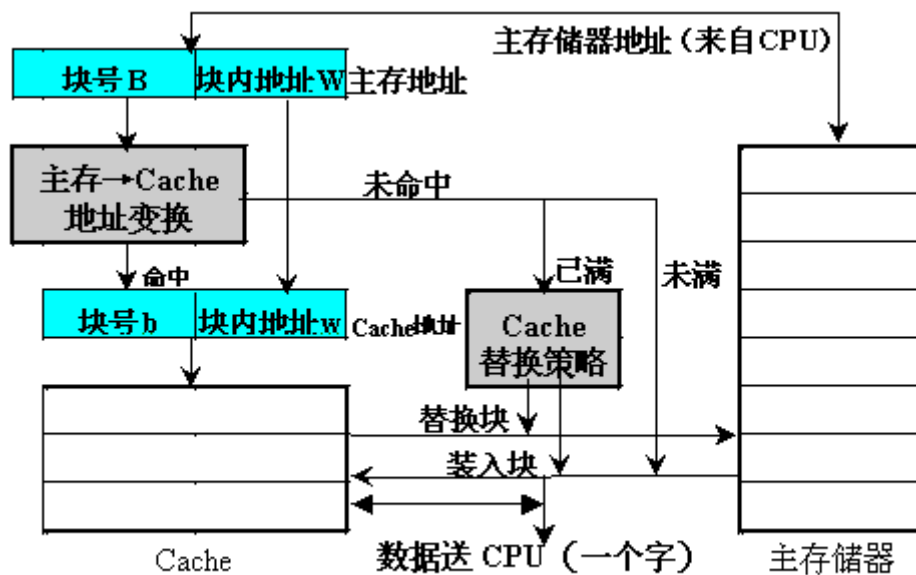 主存储器地址（来自CPU）
块号B 块内地址W 主存地址
主存→Cache
地址变换
未命中
命中
已满
未满
块号b 块内地址w Cache地址
Cache
替换策略
替换块
装入块
Cache
数据送 CPU（一个字）
主存储器